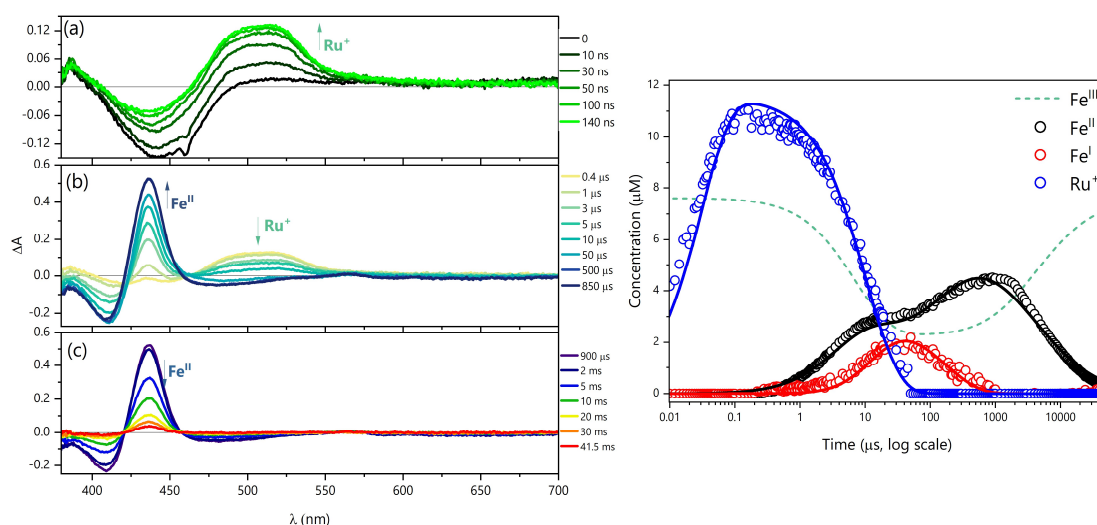 (a)
Ru⁺
0.12
0.06
0.00
-0.06
-0.12
0
10 ns
30 ns
50 ns
100 ns
140 ns
(b)
Fe^II
Ru⁺
0.6
0.4
0.2
0.0
-0.2
0.4 μs
1 μs
3 μs
5 μs
10 μs
50 μs
500 μs
850 μs
ΔA
(c)
Fe^II
0.6
0.4
0.2
0.0
-0.2
900 μs
2 ms
5 ms
10 ms
20 ms
30 ms
41.5 ms
400 450 500 550 600 650 700
λ (nm)
12
10
8
6
4
2
0
Concentration (μM)
Fe^III
Fe^II
Fe^I
Ru⁺
0.01 0.1 1 10 100 1000 10000
Time (μs, log scale)